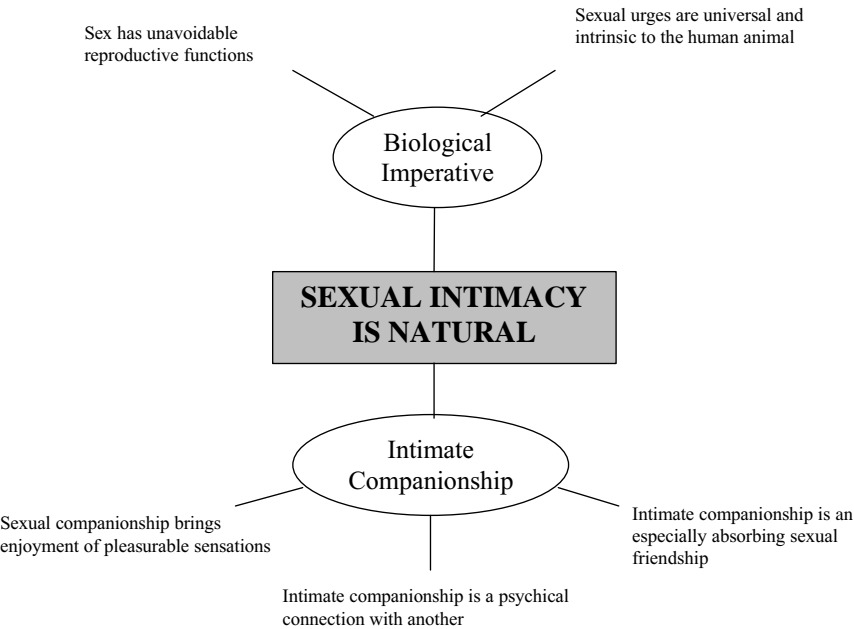 Sex has unavoidable
reproductive functions
Sexual urges are universal and
intrinsic to the human animal
Biological
Imperative
SEXUAL INTIMACY
IS NATURAL
Intimate
Companionship
Sexual companionship brings
enjoyment of pleasurable sensations
Intimate companionship is a psychical
connection with another
Intimate companionship is an
especially absorbing sexual
friendship